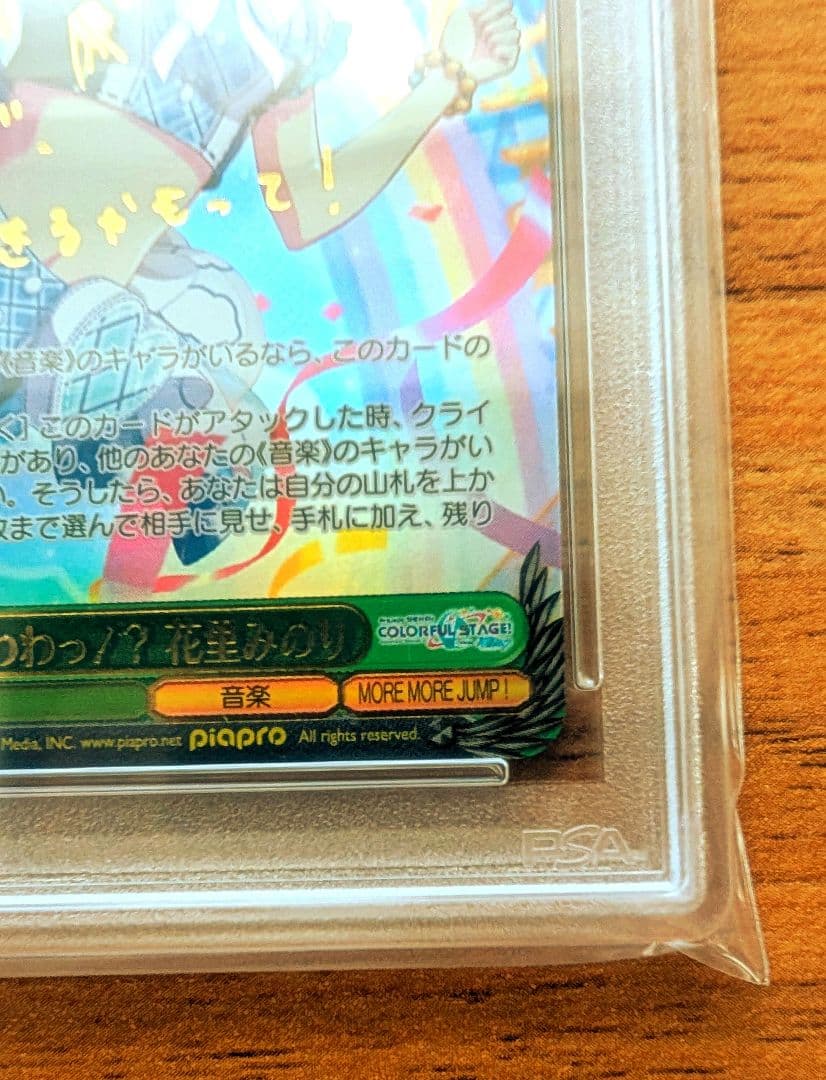 さうかもって！
《音楽》のキャラがいるなら、このカードの
］このカードがアタックした時、クライ
があり、他のあなたの《音楽》のキャラがい
い。そうしたら、あなたは自分の山札を上か
枚まで選んで相手に見せ、手札に加え、残り
わわっ！？ 花里みのり
COLORFUL STAGE!
音楽
MORE MORE JUMP！
Media, INC. www.piapro.net piapro All rights reserved.
PSA